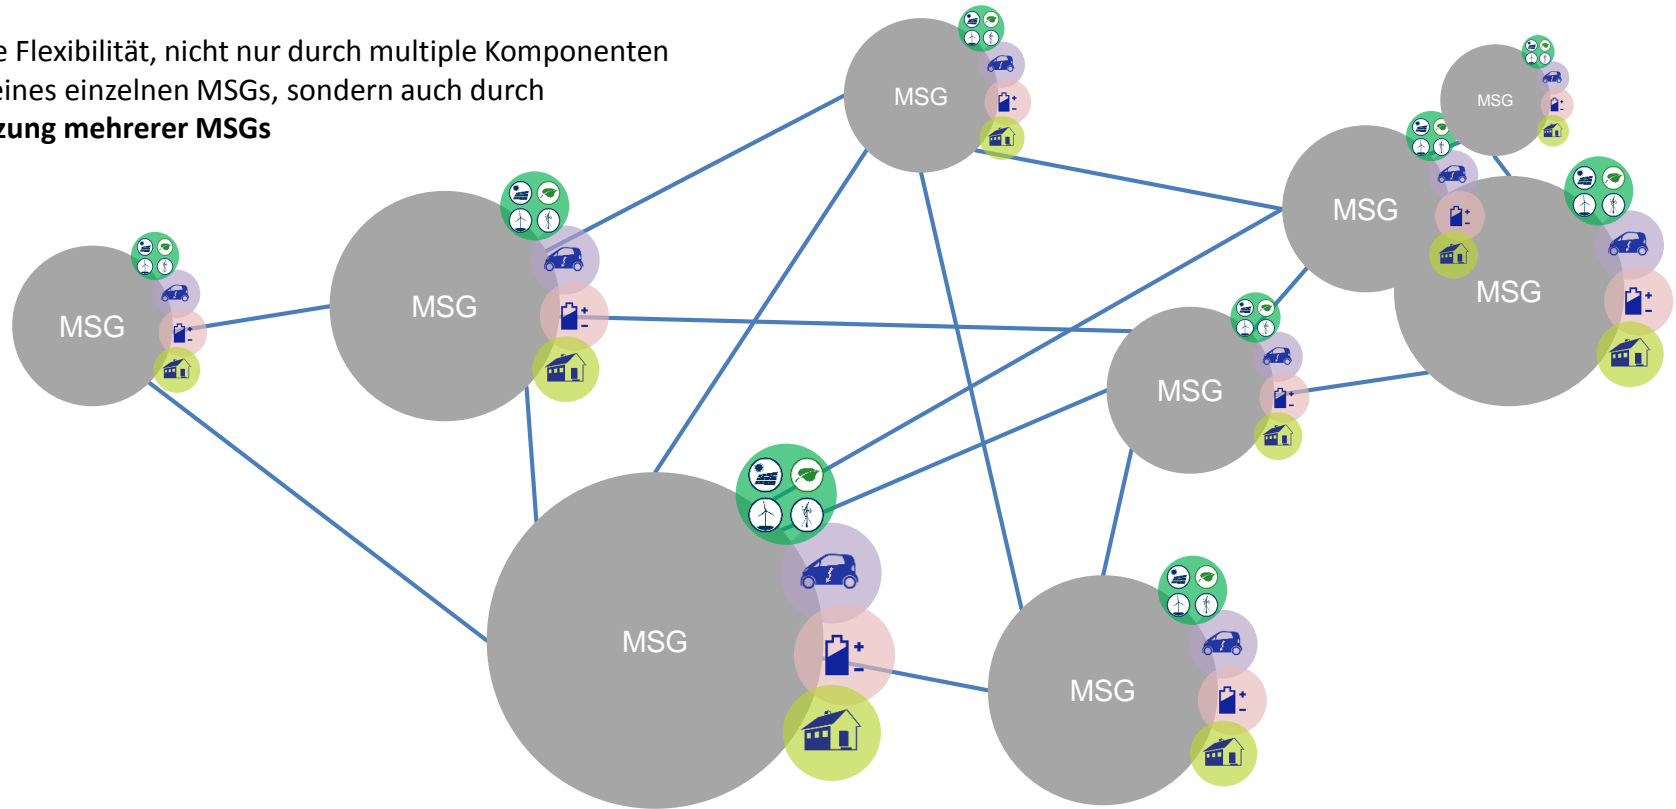 e Flexibilität, nicht nur durch multiple Komponenten
eines einzelnen MSGs, sondern auch durch
zung mehrerer MSGs
MSG
MSG
MSG
MSG
MSG
MSG
MSG
MSG
MSG